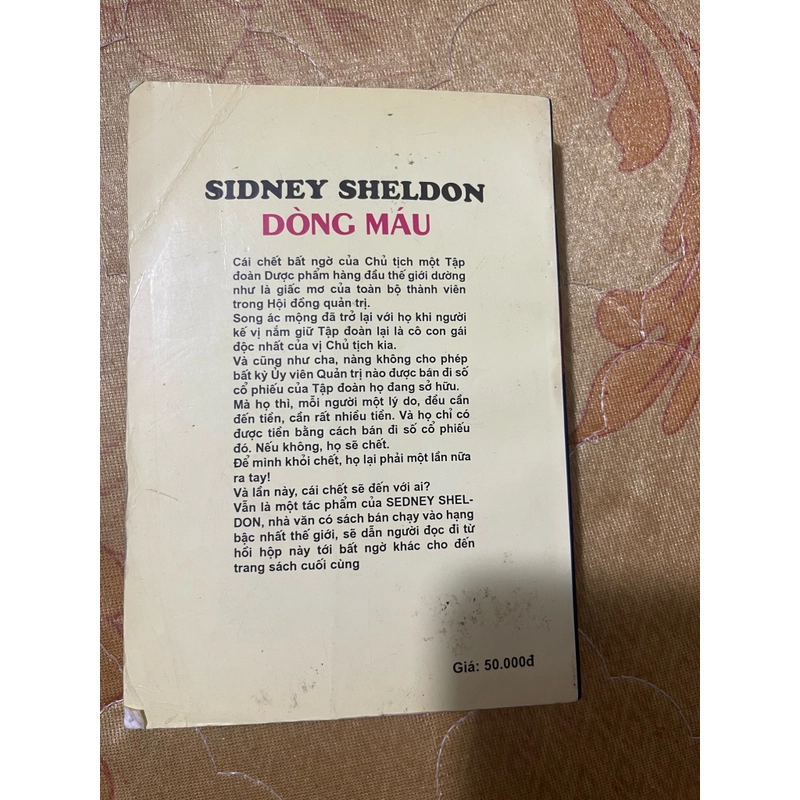 SIDNEY SHELDON
DÒNG MÁU
Cái chết bất ngờ của Chủ tịch một Tập
đoàn Dược phẩm hàng đầu thế giới dường
như là giấc mơ của toàn bộ thành viên
trong Hội đồng quản trị.
Song ác mộng đã trở lại với họ khi người
kế vị nắm giữ Tập đoàn lại là cô con gái
độc nhất của vị Chủ tịch kia.
Và cũng như cha, nàng không cho phép
bất kỳ Ủy viên Quản trị nào được bán đi số
cổ phiếu của Tập đoàn họ đang sở hữu.
Mà họ thì, mỗi người một lý do, đều cần
đến tiền, cần rất nhiều tiền. Và họ chỉ có
được tiền bằng cách bán đi số cổ phiếu
đó. Nếu không, họ sẽ chết.
Để mình khỏi chết, họ lại phải một lần nữa
ra tay!
Và lần này, cái chết sẽ đến với ai?
Vẫn là một tác phẩm của SEDNEY SHEL-
DON, nhà văn có sách bán chạy vào hạng
bậc nhất thế giới, sẽ dẫn người đọc đi từ
hồi hộp này tới bất ngờ khác cho đến
trang sách cuối cùng
Giá: 50.000đ